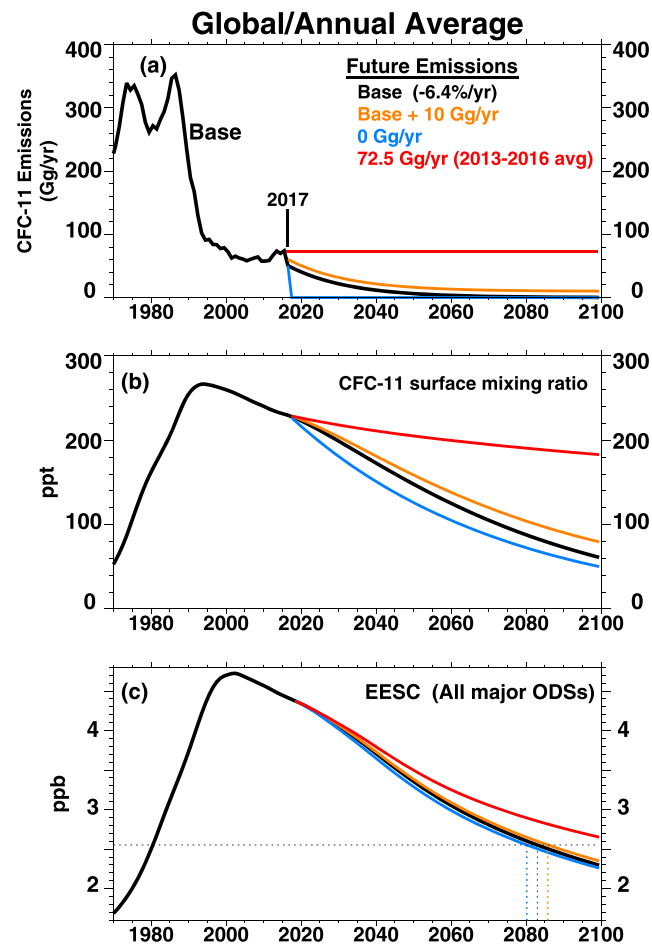 Global/Annual Average
400 (a) Future Emissions 400
Base (-6.4%/yr)
Base + 10 Gg/yr
300 0 Gg/yr 300
Base
72.5 Gg/yr (2013-2016 avg)
CFC-11 Emissions
(Gg/yr)
200 2017 200
100 100
0 0
1980 2000 2020 2040 2060 2080 2100
300 300
(b) CFC-11 surface mixing ratio
200 200
ppt
100 100
0 0
1980 2000 2020 2040 2060 2080 2100
(c) EESC (All major ODSs)
4 4
ppb
3 3
2 2
1980 2000 2020 2040 2060 2080 2100